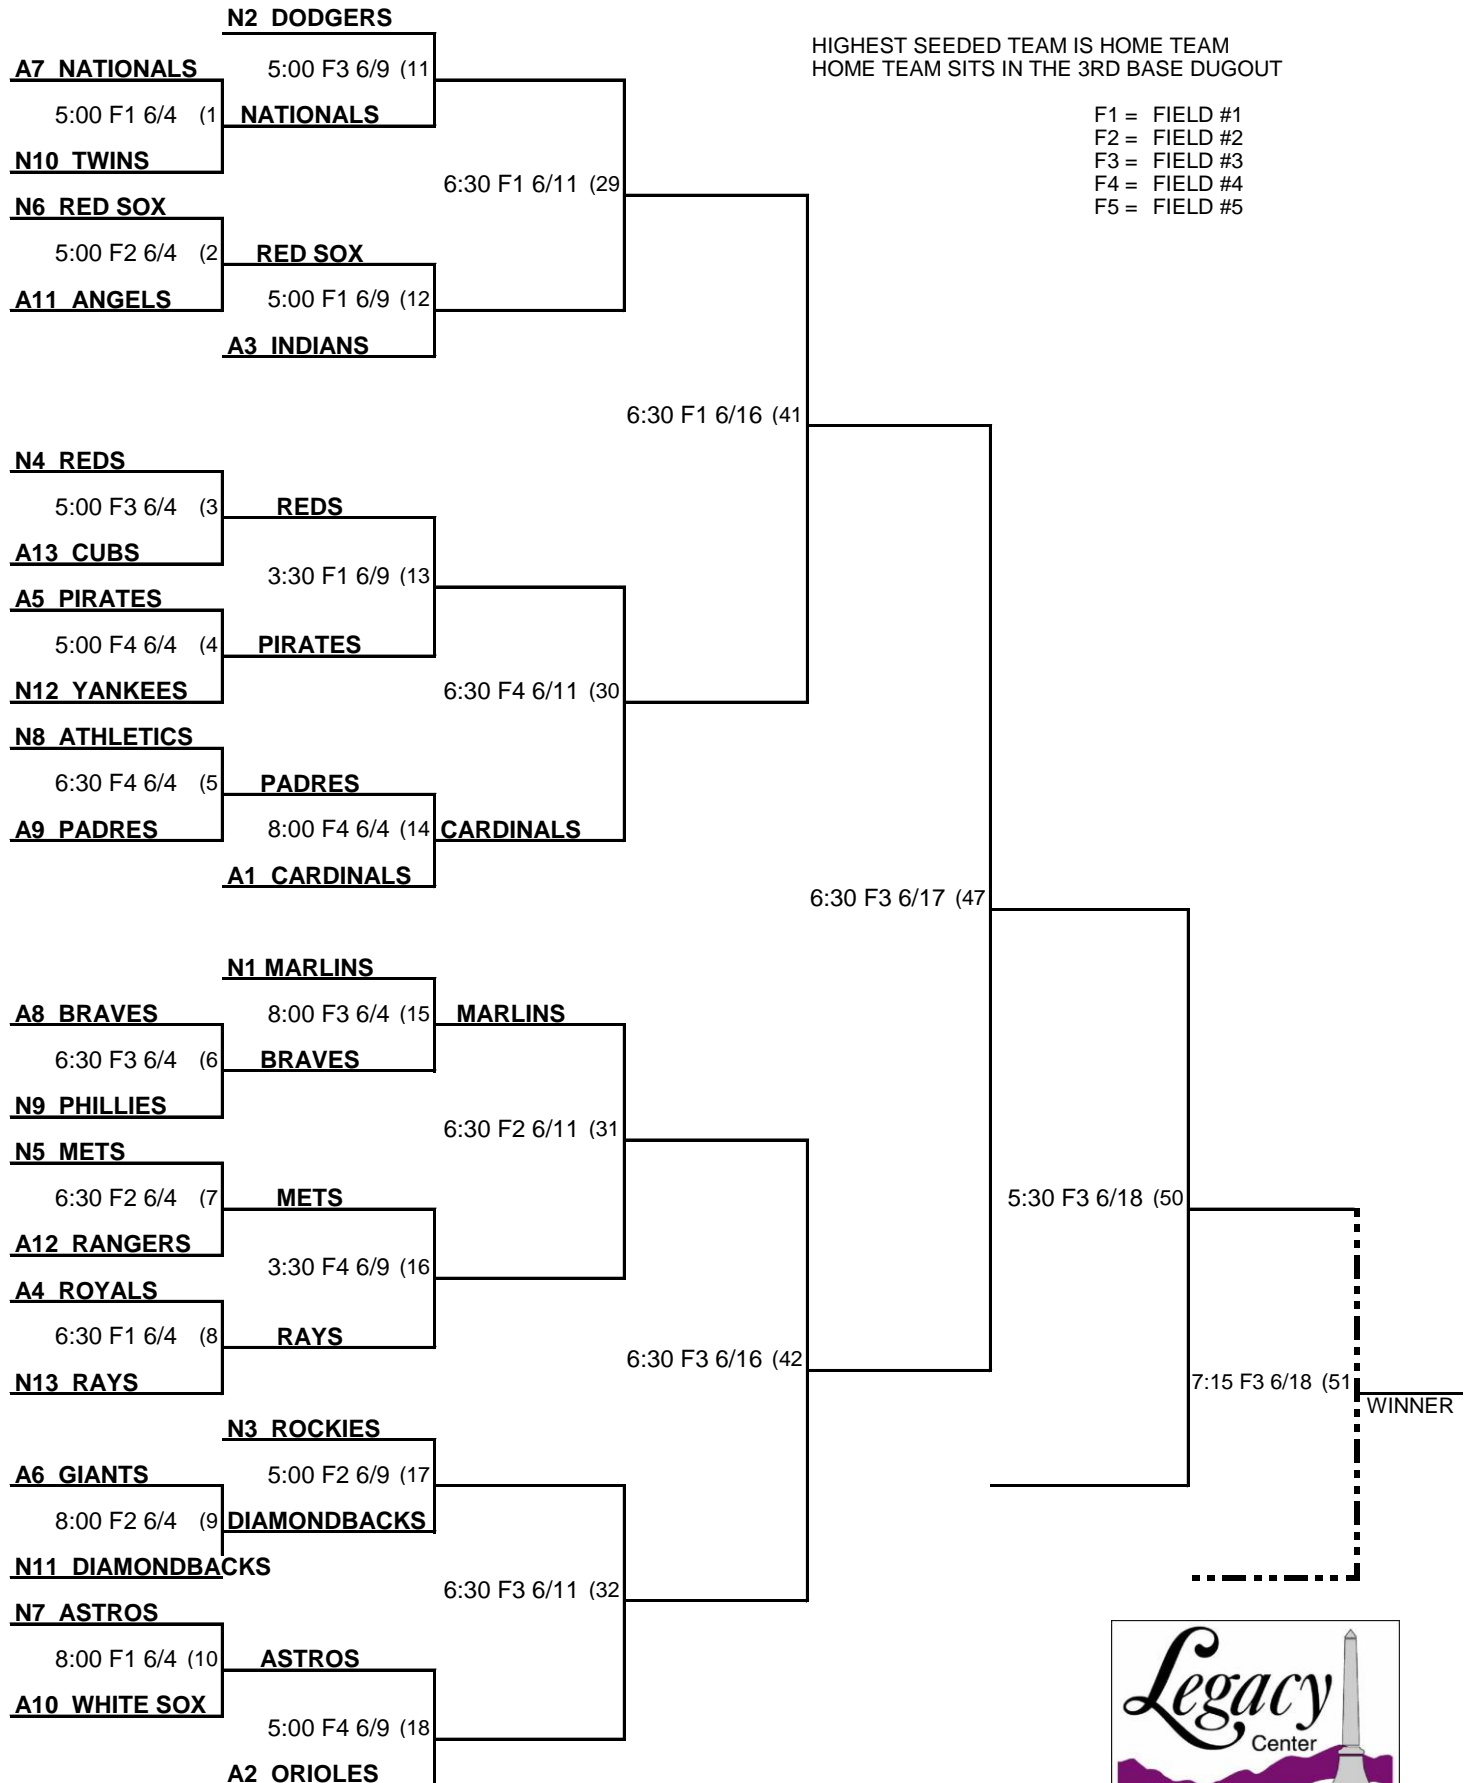 N2 DODGERS
HIGHEST SEEDED TEAM IS HOME TEAM
A7 NATIONALS
5:00 F3 6/9 (11
HOME TEAM SITS IN THE 3RD BASE DUGOUT
5:00 F1 6/4 (1
NATIONALS
F1 = FIELD #1
F2 = FIELD #2
N10 TWINS
F3 = FIELD #3
6:30 F1 6/11 (29
F4 = FIELD #4
N6 RED SOX
F5 = FIELD #5
5:00 F2 6/4 (2
RED SOX
A11 ANGELS
5:00 F1 6/9 (12
A3 INDIANS
6:30 F1 6/16 (41
N4 REDS
5:00 F3 6/4 (3
REDS
A13 CUBS
3:30 F1 6/9 (13
A5 PIRATES
5:00 F4 6/4 (4
PIRATES
N12 YANKEES
6:30 F4 6/11 (30
N8 ATHLETICS
6:30 F4 6/4 (5
PADRES
A9 PADRES
8:00 F4 6/4 (14
CARDINALS
A1 CARDINALS
6:30 F3 6/17 (47
N1 MARLINS
A8 BRAVES
8:00 F3 6/4 (15
MARLINS
6:30 F3 6/4 (6
BRAVES
N9 PHILLIES
6:30 F2 6/11 (31
N5 METS
6:30 F2 6/4 (7
METS
5:30 F3 6/18 (50
A12 RANGERS
3:30 F4 6/9 (16
A4 ROYALS
6:30 F1 6/4 (8
RAYS
6:30 F3 6/16 (42
N13 RAYS
7:15 F3 6/18 (51
WINNER
N3 ROCKIES
A6 GIANTS
5:00 F2 6/9 (17
8:00 F2 6/4 (9
DIAMONDBACKS
N11 DIAMONDBACKS
6:30 F3 6/11 (32
N7 ASTROS
8:00 F1 6/4 (10
ASTROS
A10 WHITE SOX
5:00 F4 6/9 (18
A2 ORIOLES
Legacy
Center